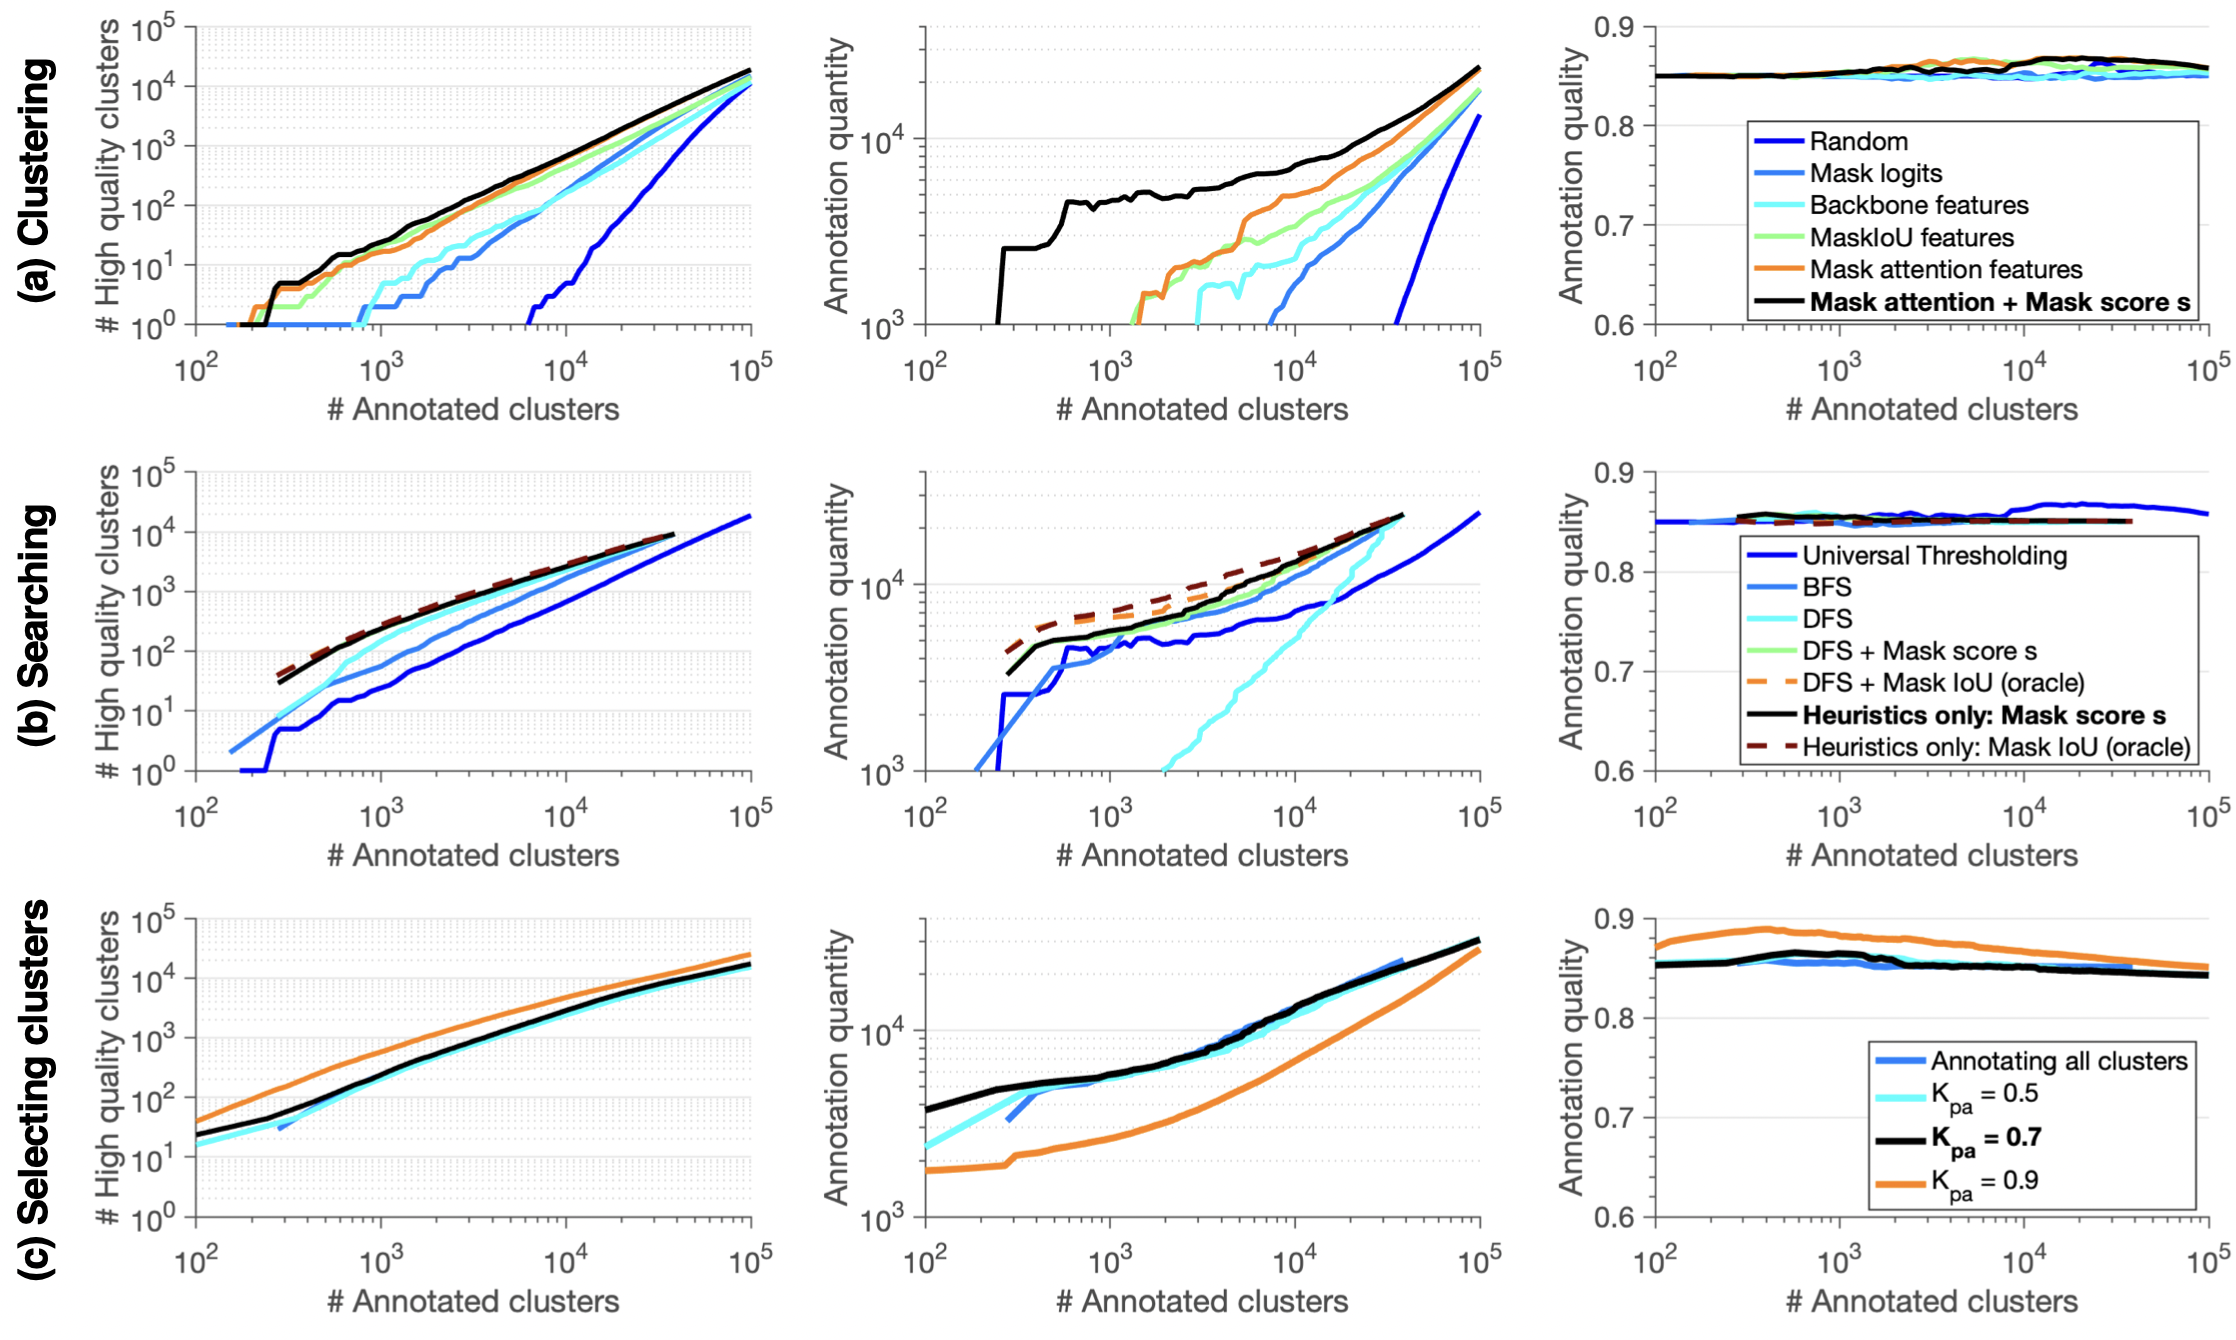 (a) Clustering
# High quality clusters
10^5
10^4
10^3
10^2
10^1
10^0
10^2 10^3 10^4 10^5
# Annotated clusters
Annotation quantity
10^4
10^3
10^2 10^3 10^4 10^5
# Annotated clusters
Annotation quality
0.9
0.8
0.7
0.6
Random
Mask logits
Backbone features
MaskIoU features
Mask attention features
Mask attention + Mask score s
10^2 10^3 10^4 10^5
# Annotated clusters
(b) Searching
# High quality clusters
10^5
10^4
10^3
10^2
10^1
10^0
10^2 10^3 10^4 10^5
# Annotated clusters
Annotation quantity
10^4
10^3
10^2 10^3 10^4 10^5
# Annotated clusters
Annotation quality
0.9
0.8
0.7
0.6
Universal Thresholding
BFS
DFS
DFS + Mask score s
DFS + Mask IoU (oracle)
Heuristics only: Mask score s
Heuristics only: Mask IoU (oracle)
10^2 10^3 10^4 10^5
# Annotated clusters
(c) Selecting clusters
# High quality clusters
10^5
10^4
10^3
10^2
10^1
10^0
10^2 10^3 10^4 10^5
# Annotated clusters
Annotation quantity
10^4
10^3
10^2 10^3 10^4 10^5
# Annotated clusters
Annotation quality
0.9
0.8
0.7
0.6
Annotating all clusters
K_pa = 0.5
K_pa = 0.7
K_pa = 0.9
10^2 10^3 10^4 10^5
# Annotated clusters